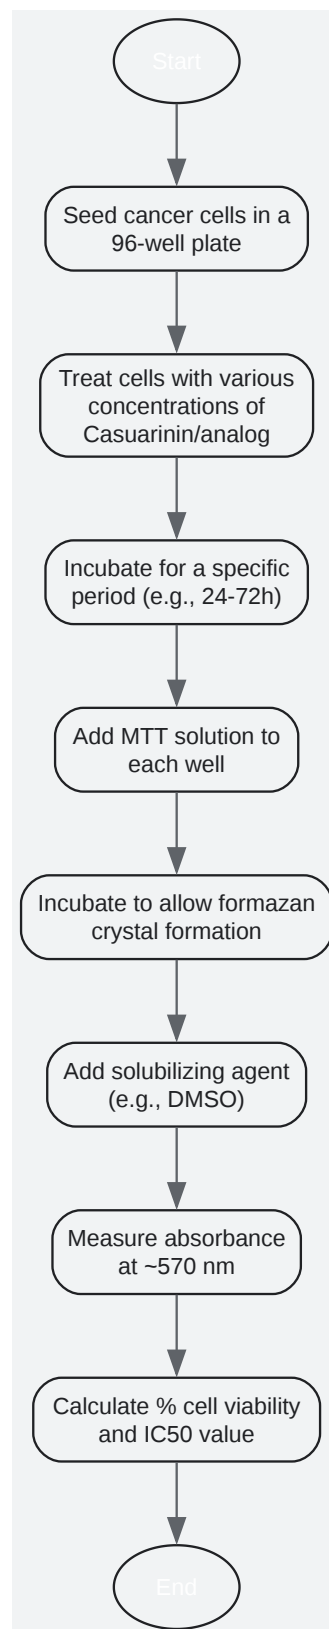 Start
Seed cancer cells in a
96-well plate
Treat cells with various
concentrations of
Casuarinin/analog
Incubate for a specific
period (e.g., 24-72h)
Add MTT solution to
each well
Incubate to allow formazan
crystal formation
Add solubilizing agent
(e.g., DMSO)
Measure absorbance
at ~570 nm
Calculate % cell viability
and IC50 value
End